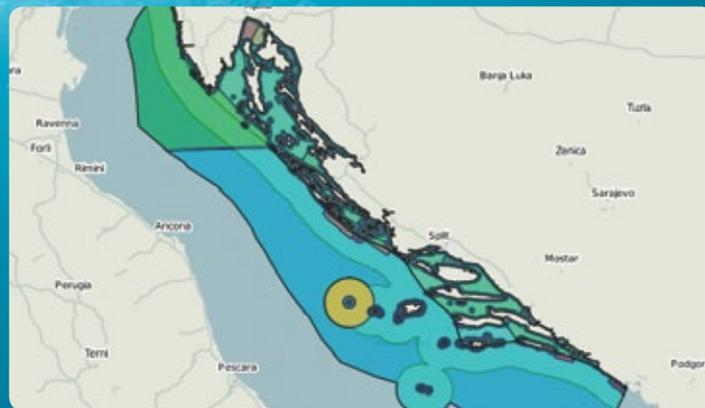 Banja Luka
Tuzla
Ravenna
Forlì
Zenica
Rimini
Sarajevo
Ancona
Split
Mostar
Perugia
Terni
Pescara